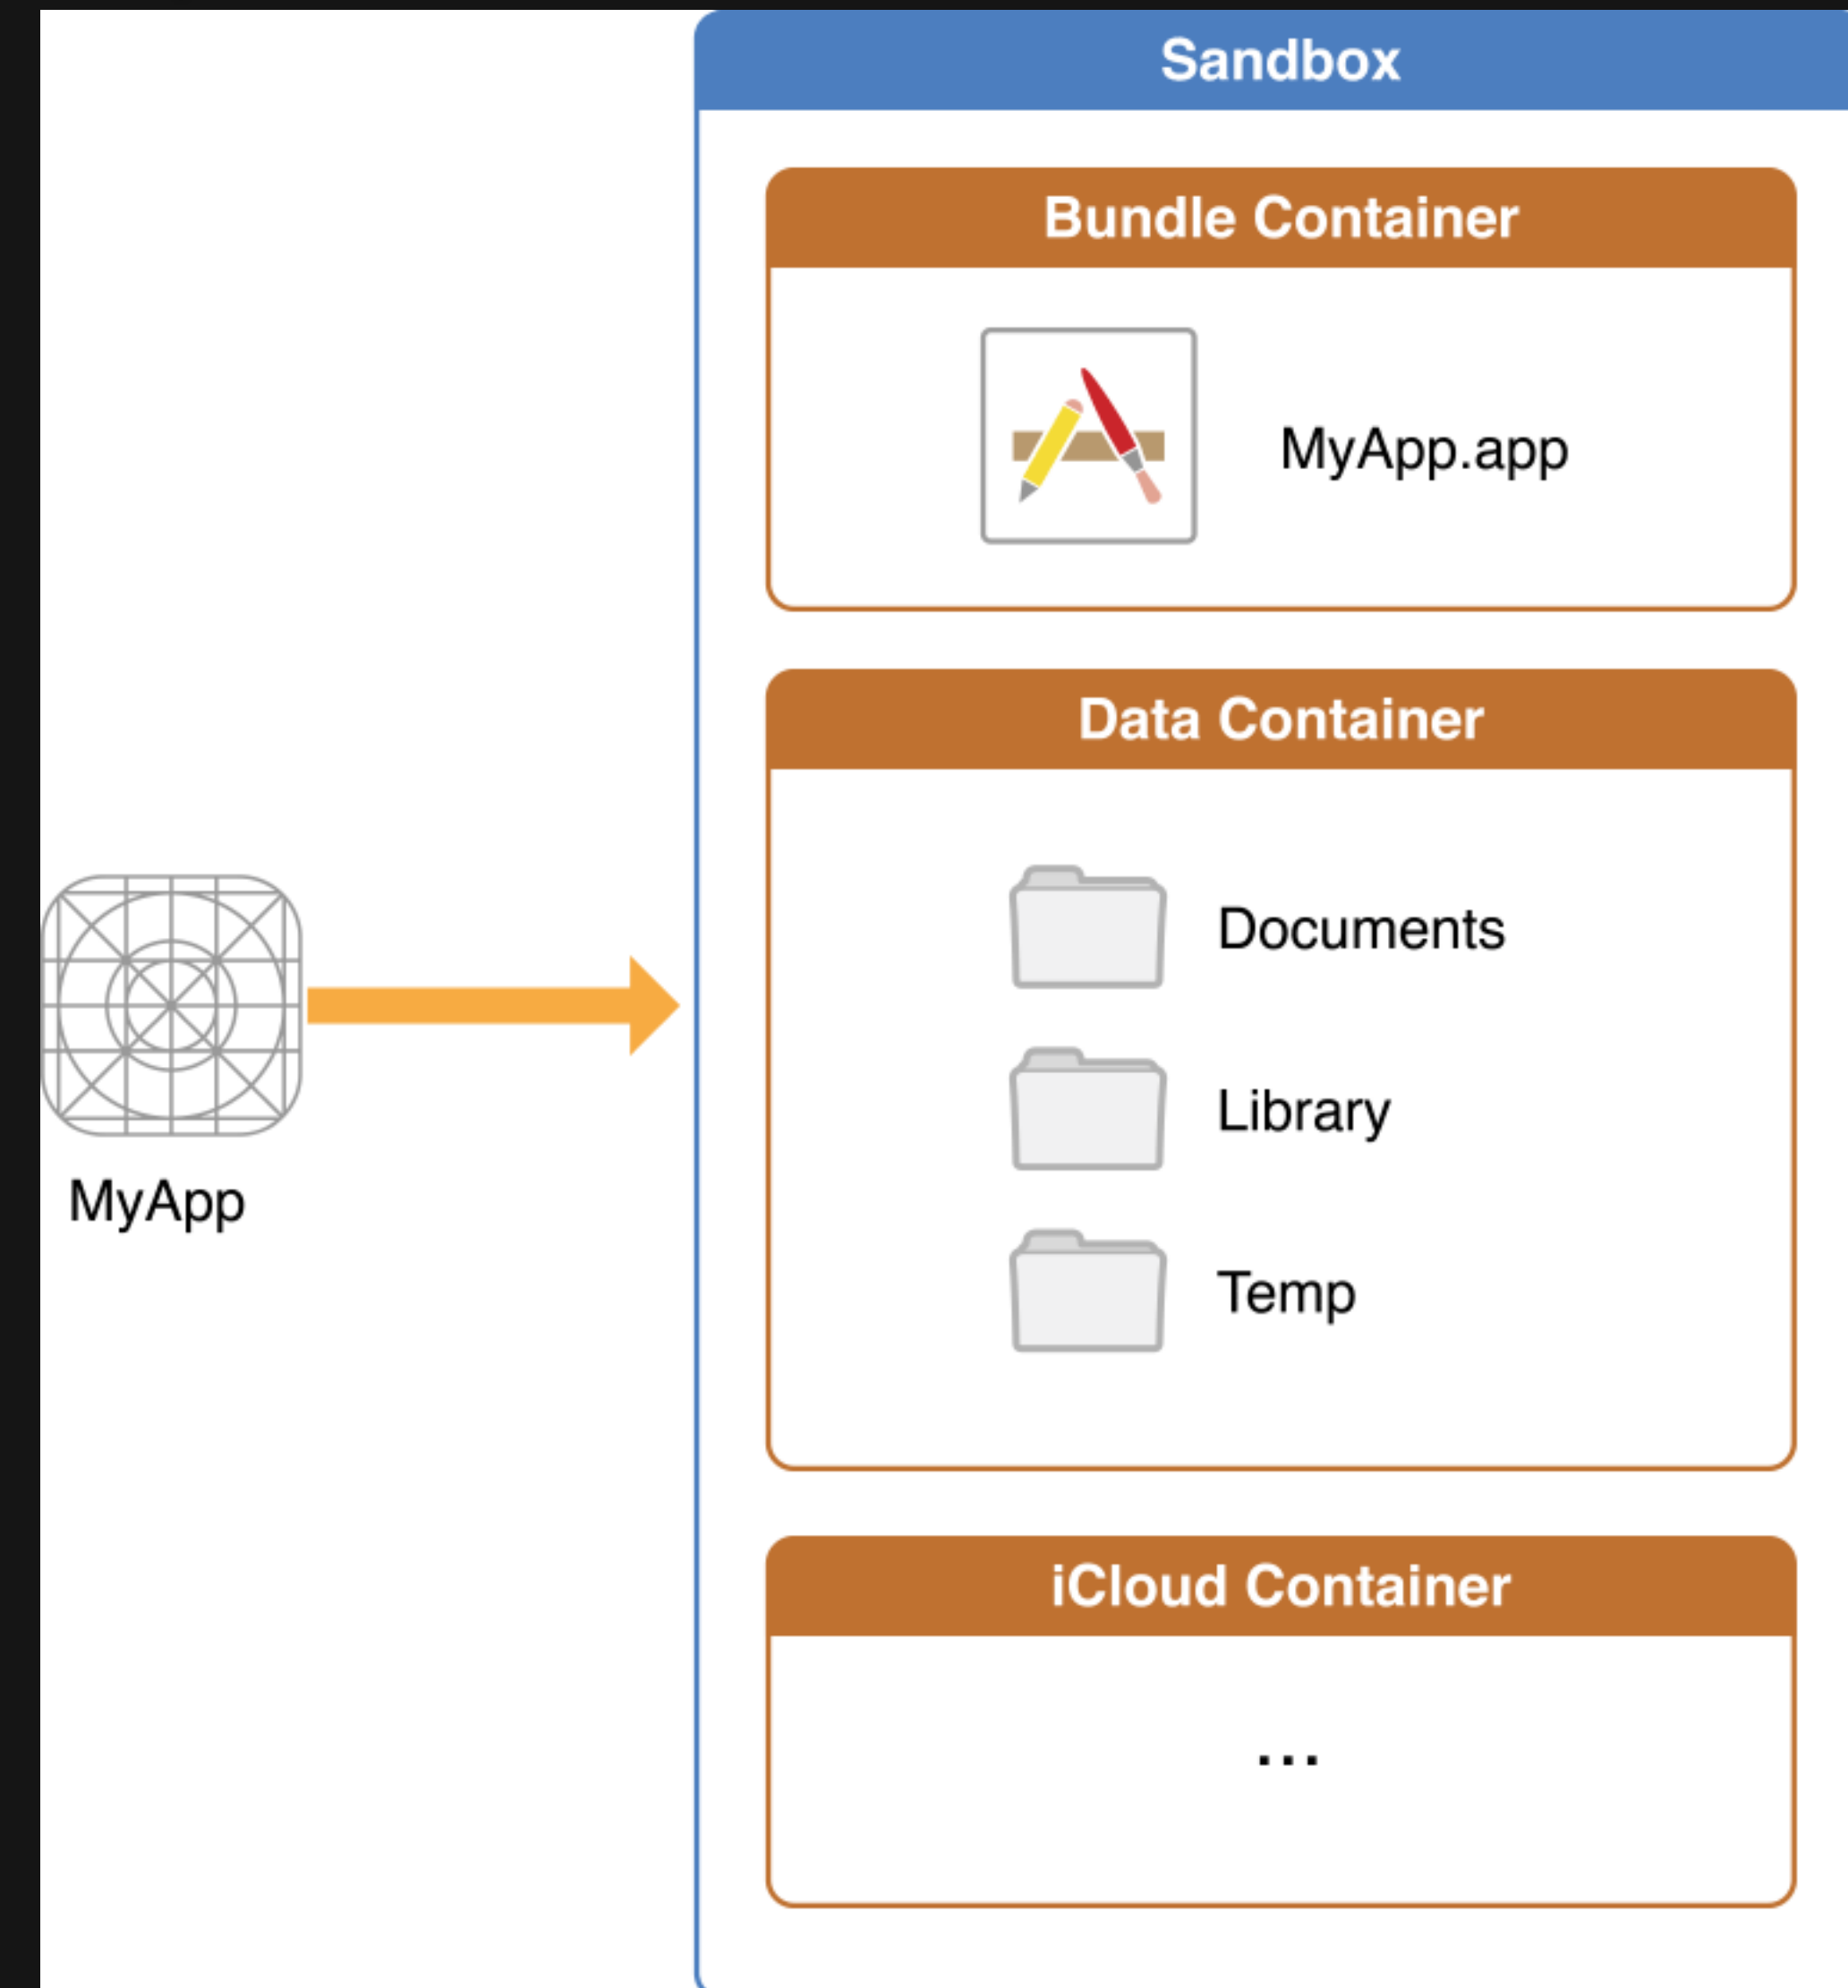 Sandbox
Bundle Container
MyApp.app
Data Container
Documents
Library
Temp
MyApp
iCloud Container
...